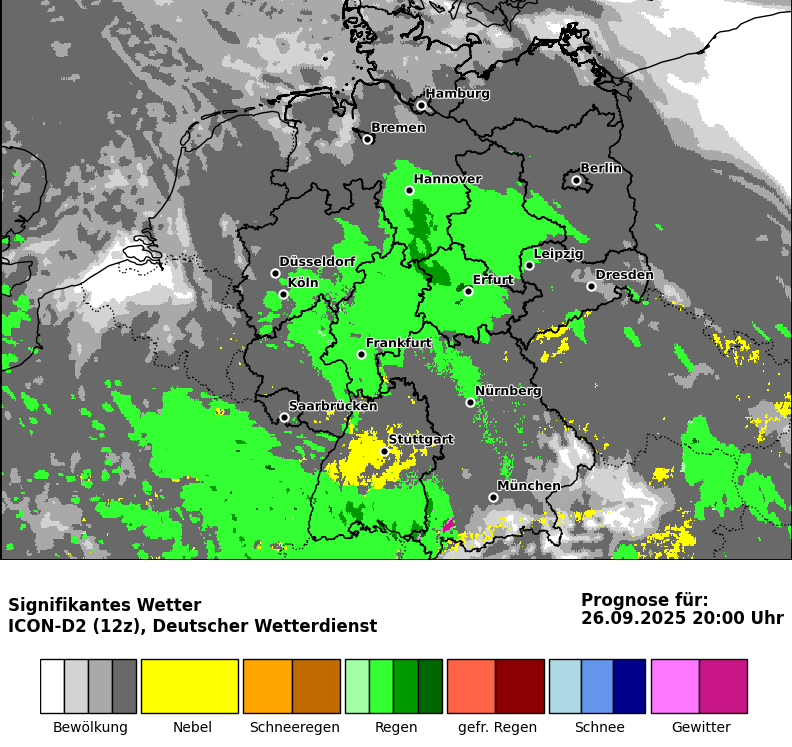 Hamburg
Bremen
Berlin
Hannover
Düsseldorf
Leipzig
Köln
Erfurt
Dresden
Frankfurt
Nürnberg
Saarbrücken
Stuttgart
München
Signifikantes Wetter
ICON-D2 (12z), Deutscher Wetterdienst
Prognose für:
26.09.2025 20:00 Uhr
Bewölkung
Nebel
Schneeregen
Regen
gefr. Regen
Schnee
Gewitter